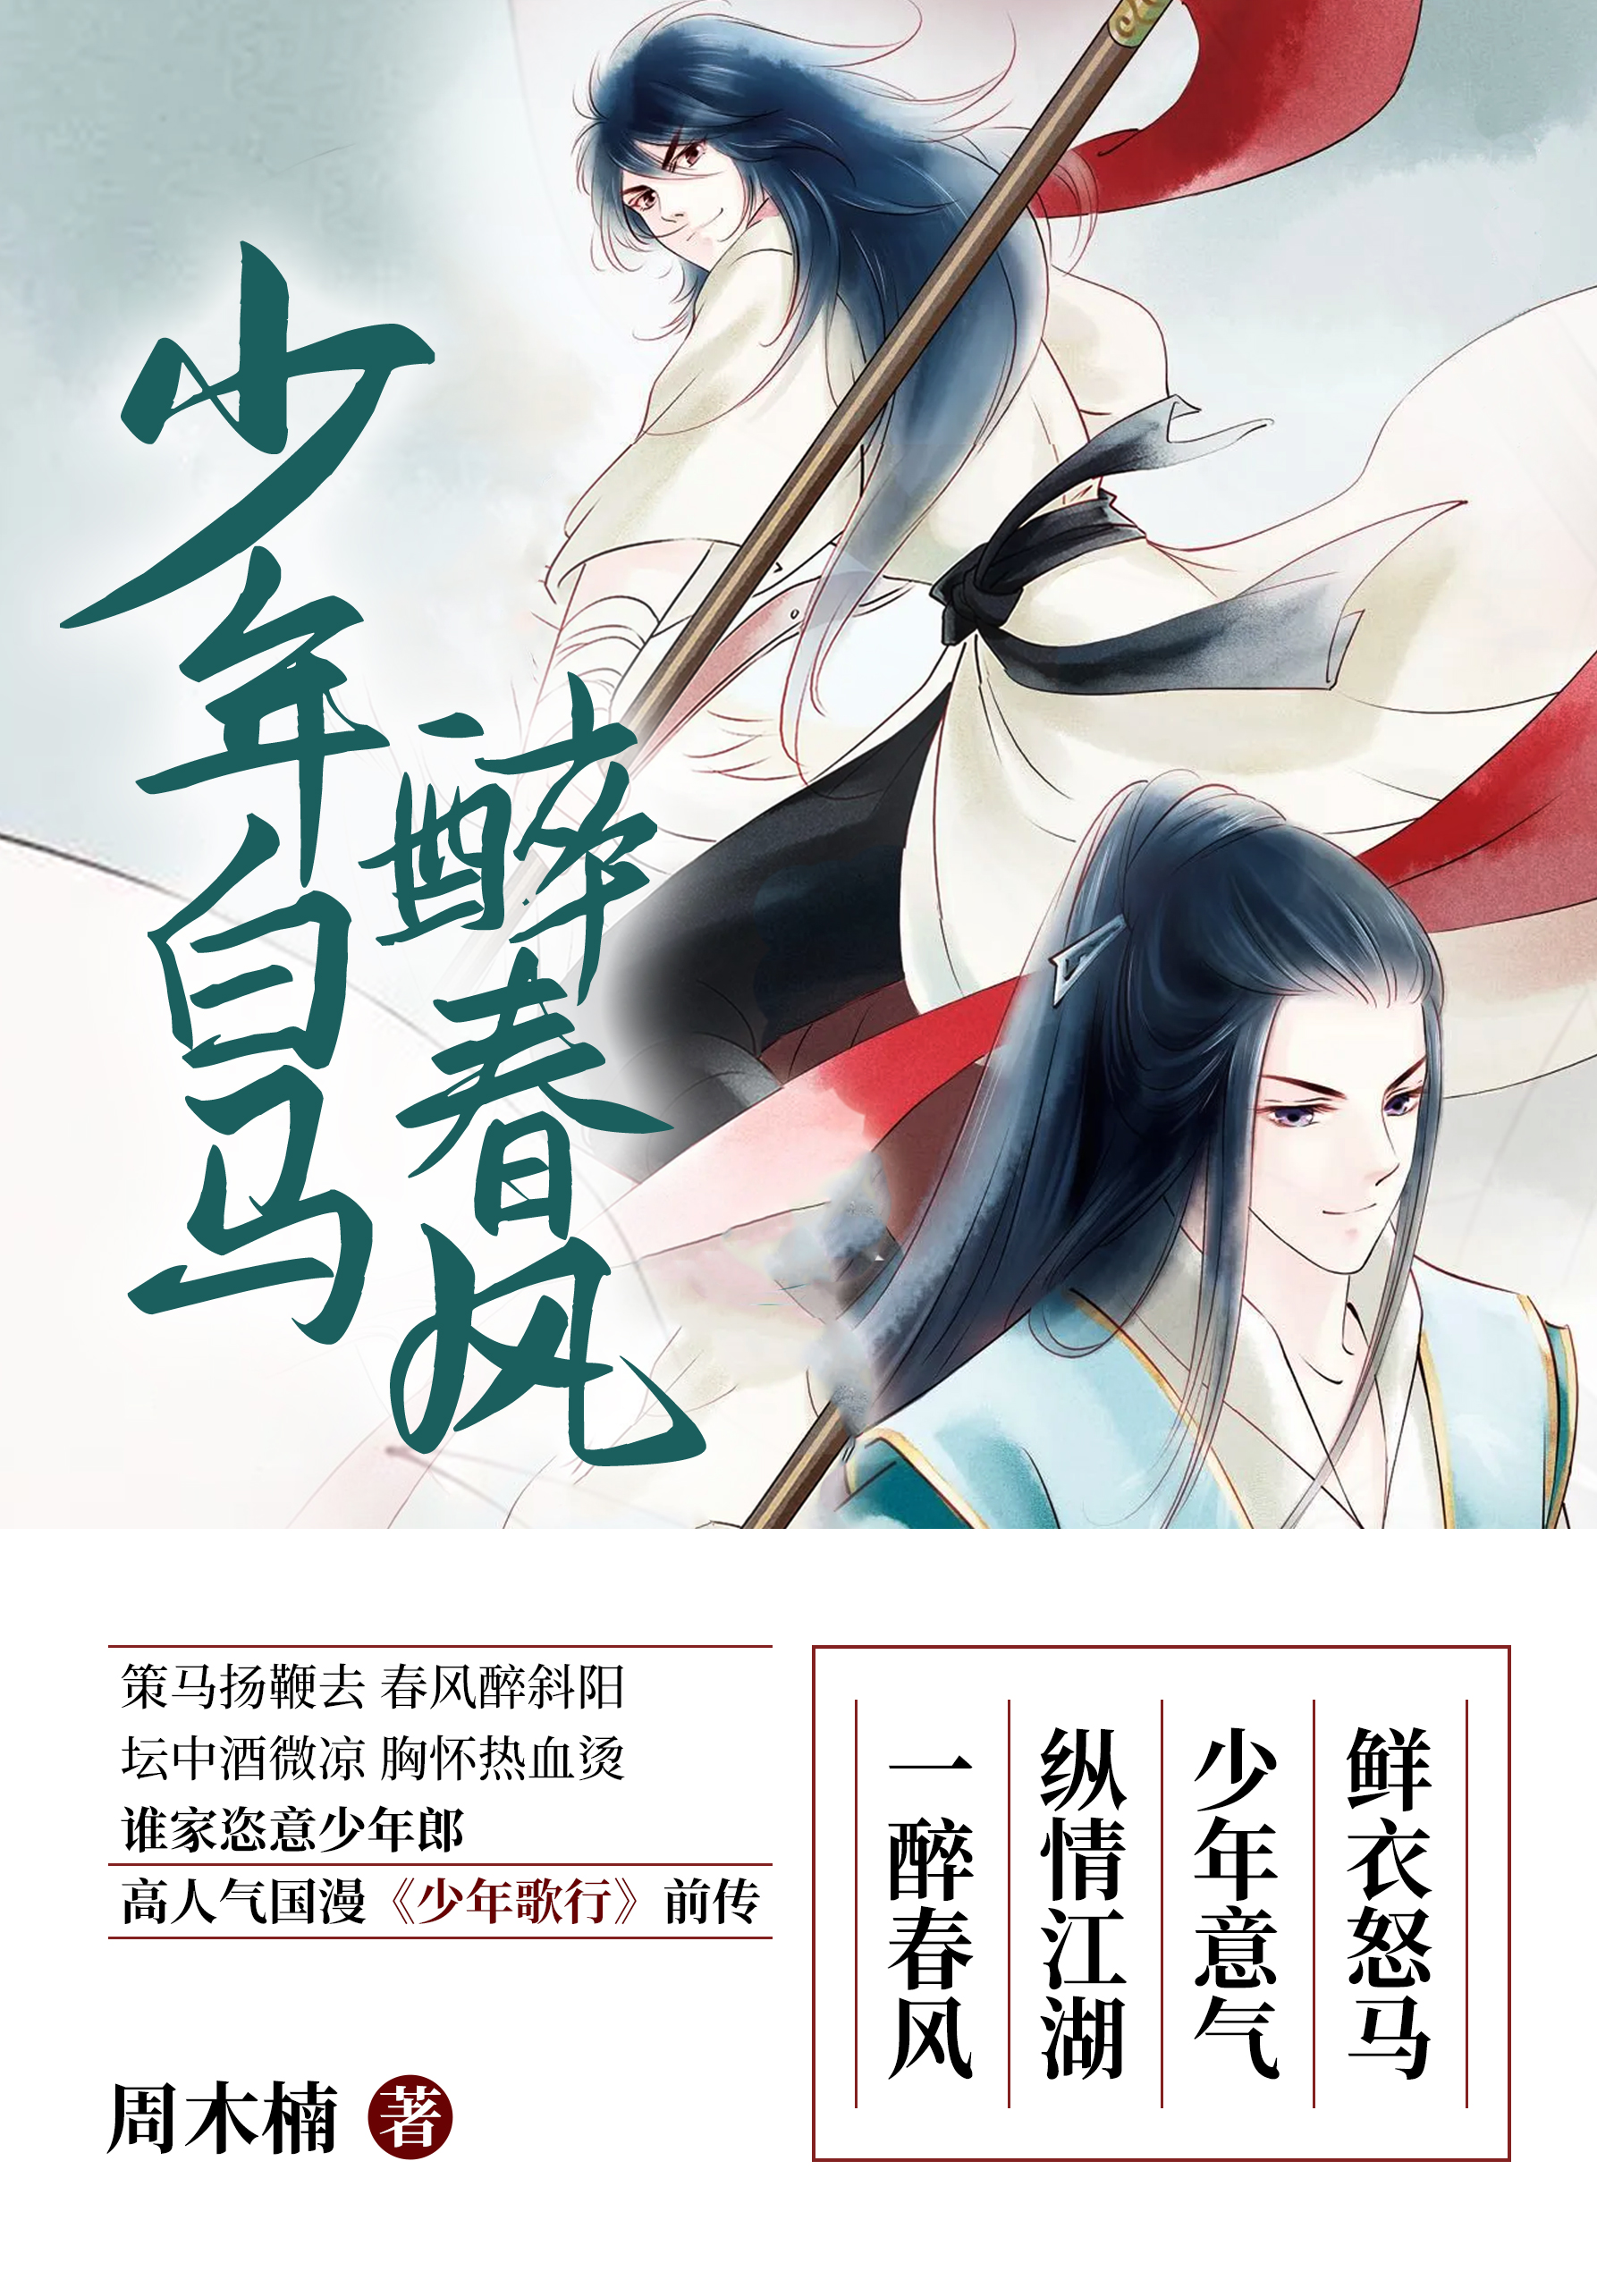 少年白马
醉春风
策马扬鞭去 春风醉斜阳
坛中酒微凉 胸怀热血烫
谁家恣意少年郎
高人气国漫《少年歌行》前传
鲜衣怒马
少年意气
纵情江湖
一醉春风
周木楠 著